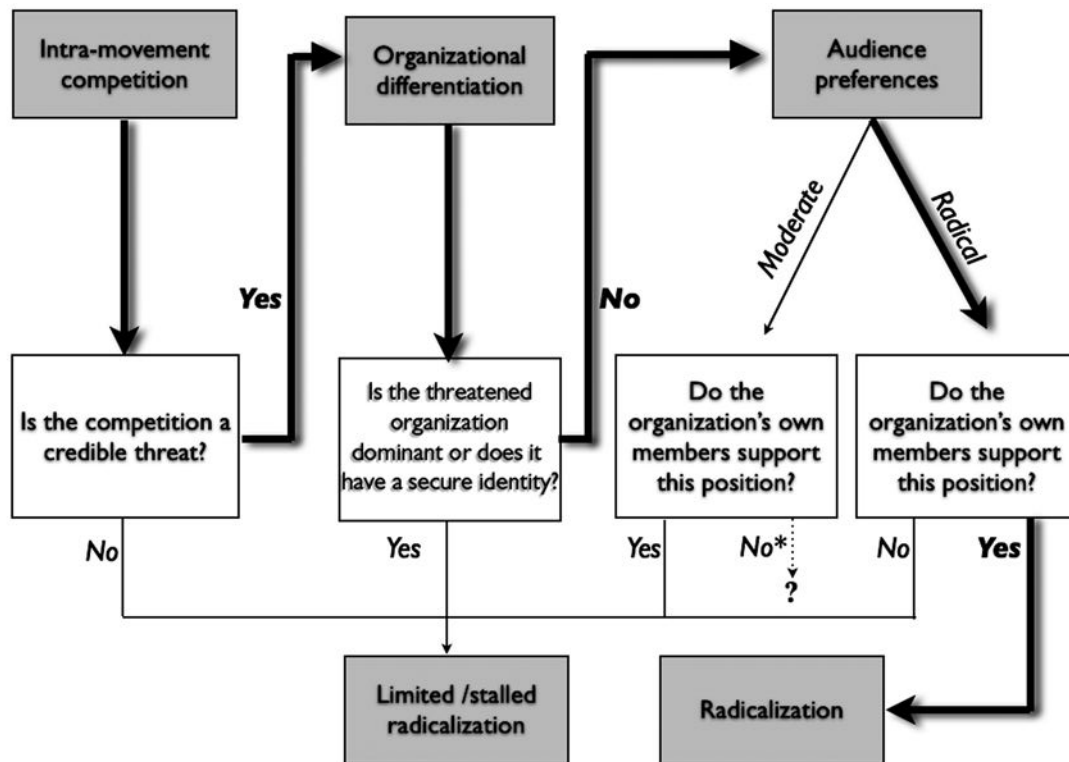 Intra-movement
competition
Organizational
differentiation
Audience
preferences
Moderate
Radical
Yes
No
Is the competition a
credible threat?
Is the threatened
organization
dominant or does it
have a secure identity?
Do the
organization's own
members support
this position?
Do the
organization's own
members support
this position?
No
Yes
Yes
No*
No
Yes
?
Limited /stalled
radicalization
Radicalization